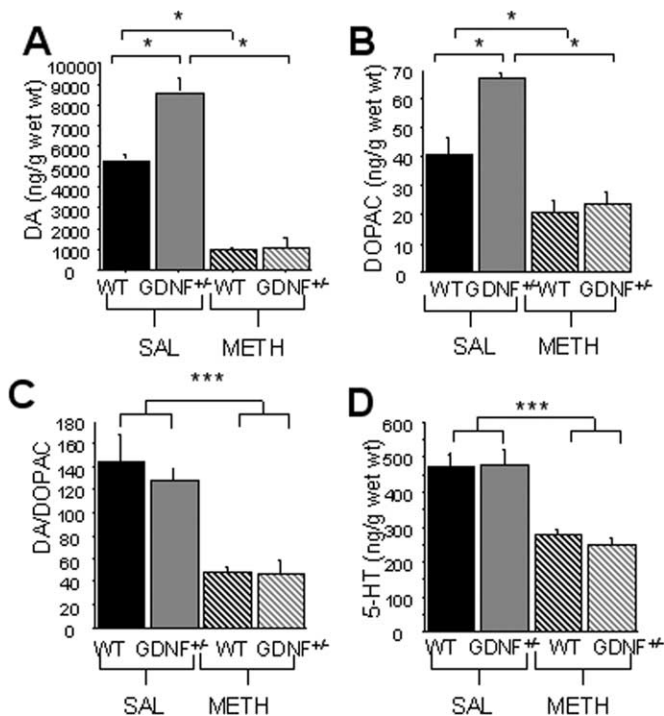 A
*
*
*
DA (ng/g wet wt)
10000
9000
8000
7000
6000
5000
4000
3000
2000
1000
0
WT GDNF+/- WT GDNF+/-
SAL METH
B
*
*
*
DOPAC (ng/g wet wt)
70
60
50
40
30
20
10
0
WT GDNF+/- WT GDNF+/-
SAL METH
C
***
DA/DOPAC
180
160
140
120
100
80
60
40
20
0
WT GDNF+/- WT GDNF+/-
SAL METH
D
***
5-HT (ng/g wet wt)
600
500
400
300
200
100
0
WT GDNF+/- WT GDNF+/-
SAL METH